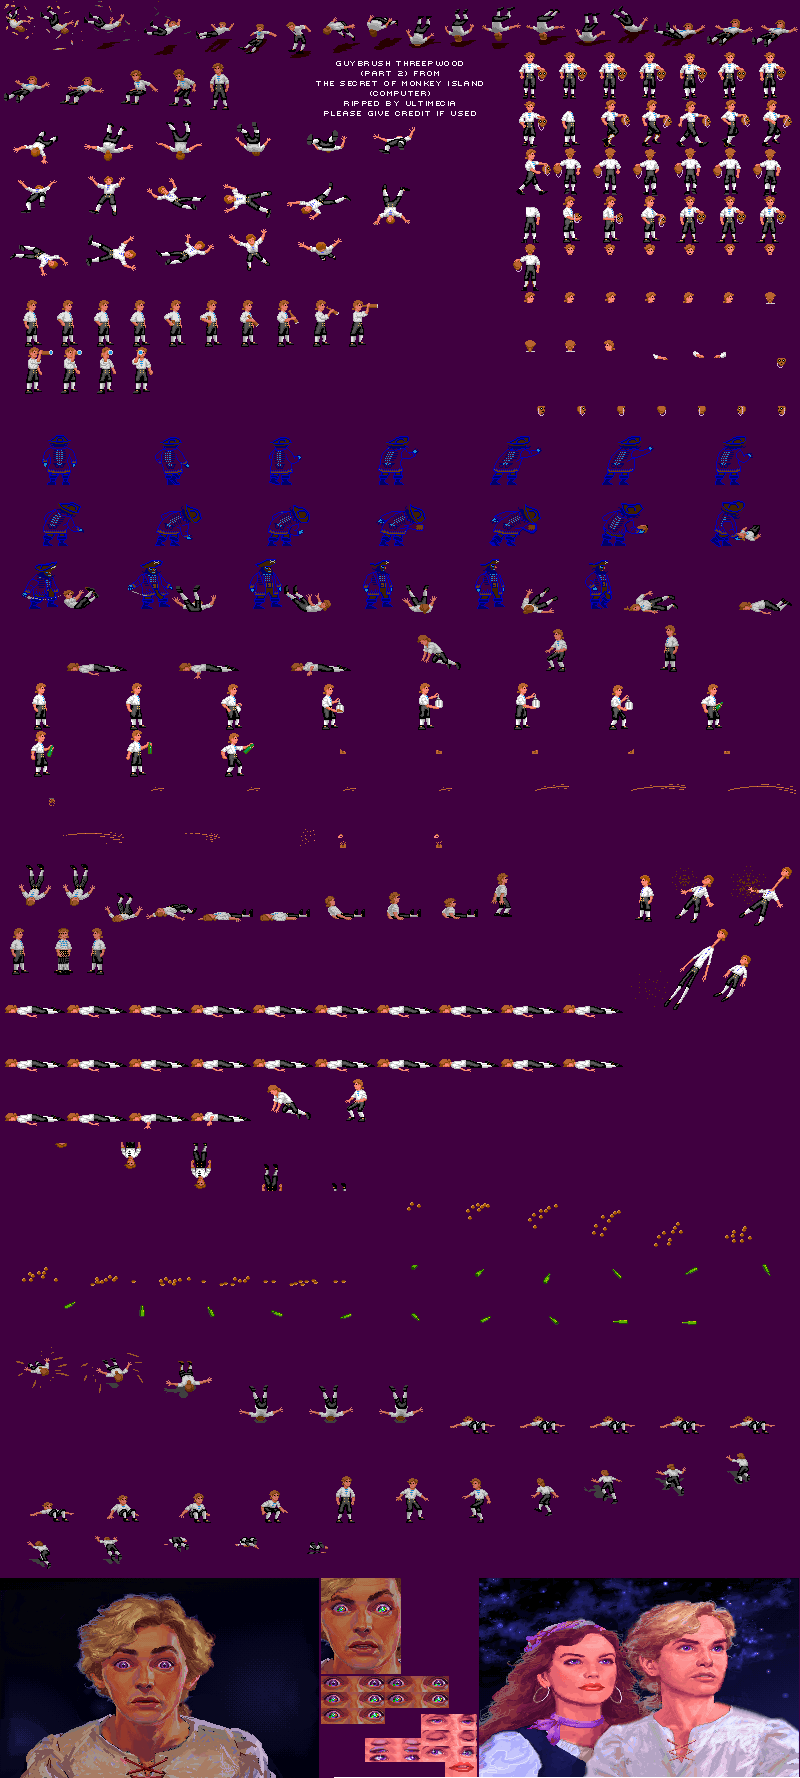 GUYBRUSH THREEPWOOD
(PART 2) FROM
THE SECRET OF MONKEY ISLAND
(COMPUTER)
RIPPED BY ULTIMECIA
PLEASE GIVE CREDIT IF USED